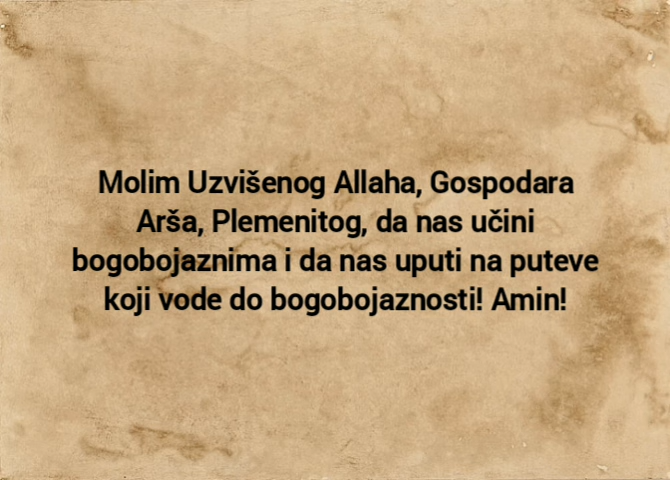 Molim Uzvišenog Allaha, Gospodara
Arša, Plemenitog, da nas učini
bogobojaznima i da nas uputi na puteve
koji vode do bogobojaznosti! Amin!